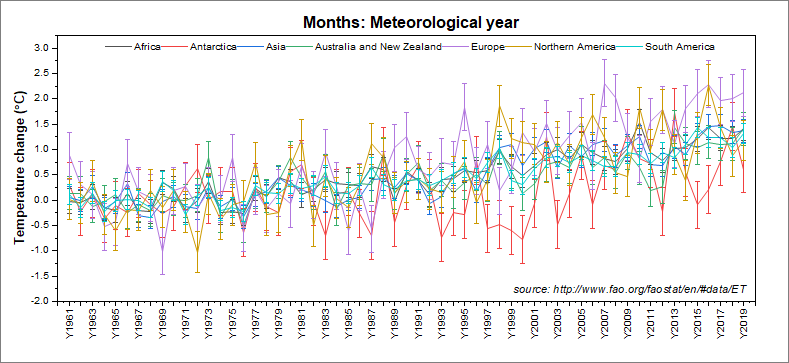 Months: Meteorological year
Africa Antarctica Asia Australia and New Zealand Europe Northern America South America
Temperature change (°C)
3.0
2.5
2.0
1.5
1.0
0.5
0.0
-0.5
-1.0
-1.5
-2.0
source: http://www.fao.org/faostat/en/#data/ET
Y1961 Y1963 Y1965 Y1967 Y1969 Y1971 Y1973 Y1975 Y1977 Y1979 Y1981 Y1983 Y1985 Y1987 Y1989 Y1991 Y1993 Y1995 Y1997 Y1999 Y2001 Y2003 Y2005 Y2007 Y2009 Y2011 Y2013 Y2015 Y2017 Y2019